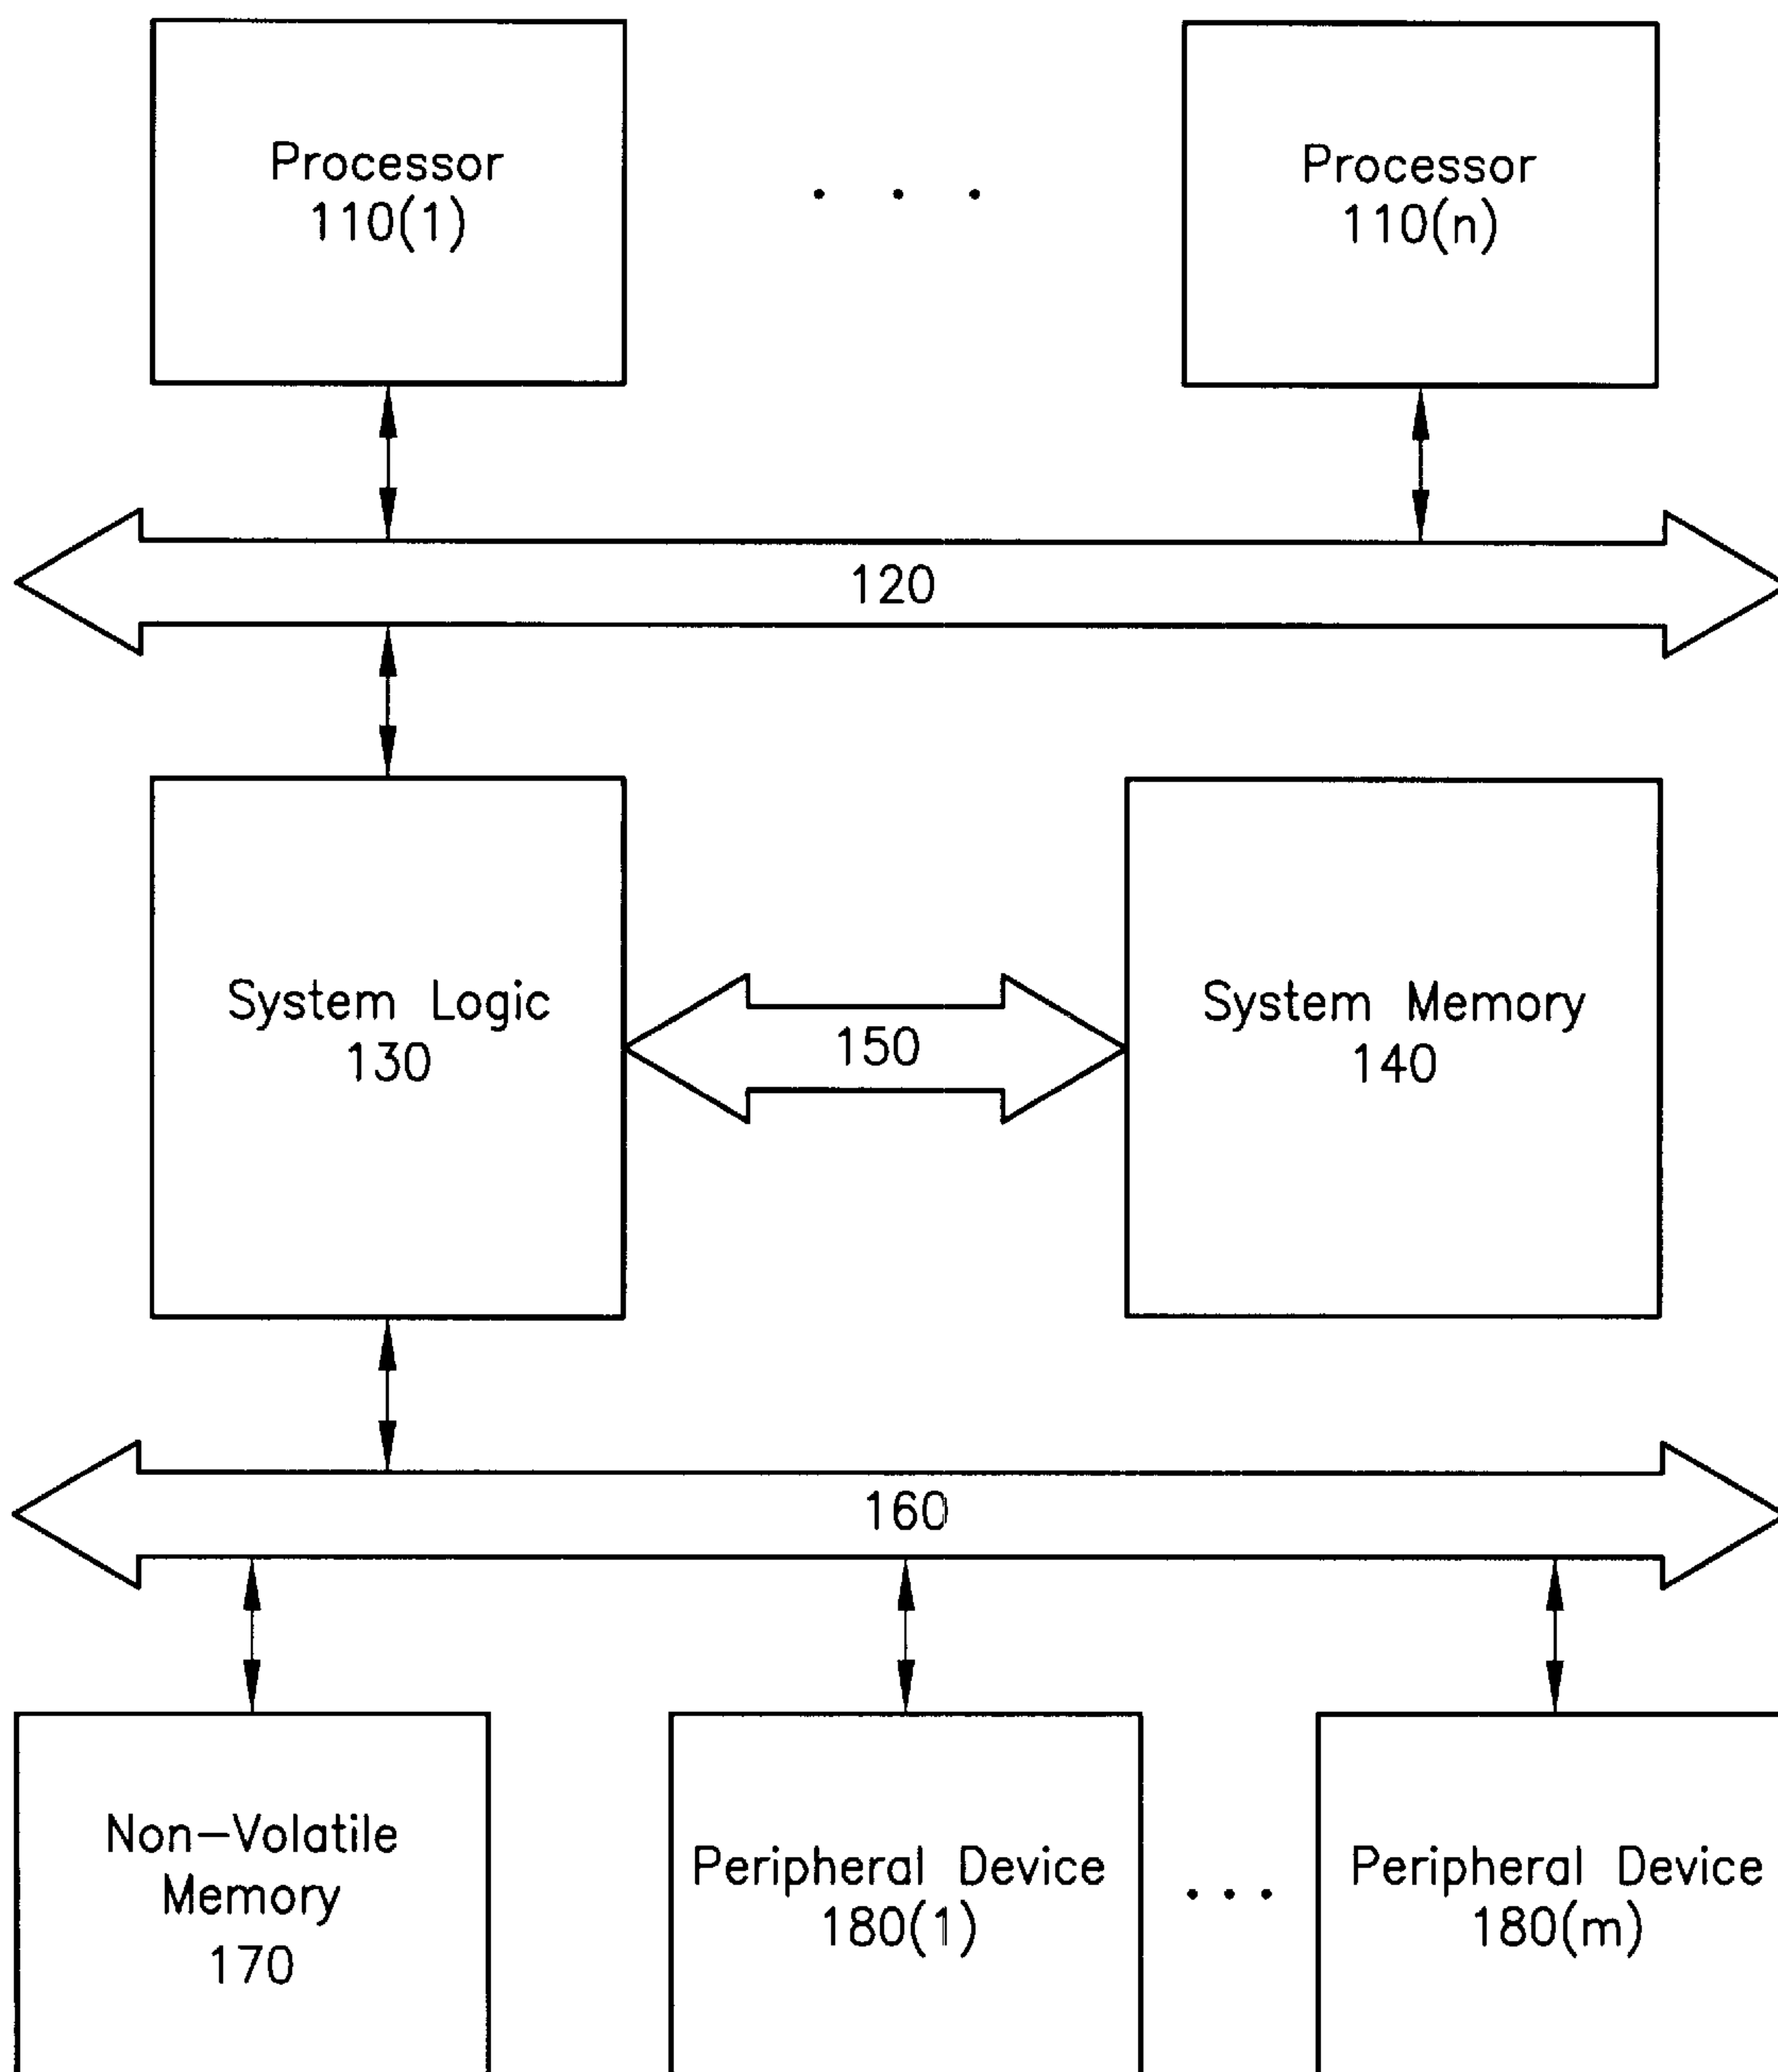 Processor
110(1)
. . .
Processor
110(n)
120
System Logic
130
150
System Memory
140
160
Non-Volatile
Memory
170
Peripheral Device
180(1)
...
Peripheral Device
180(m)